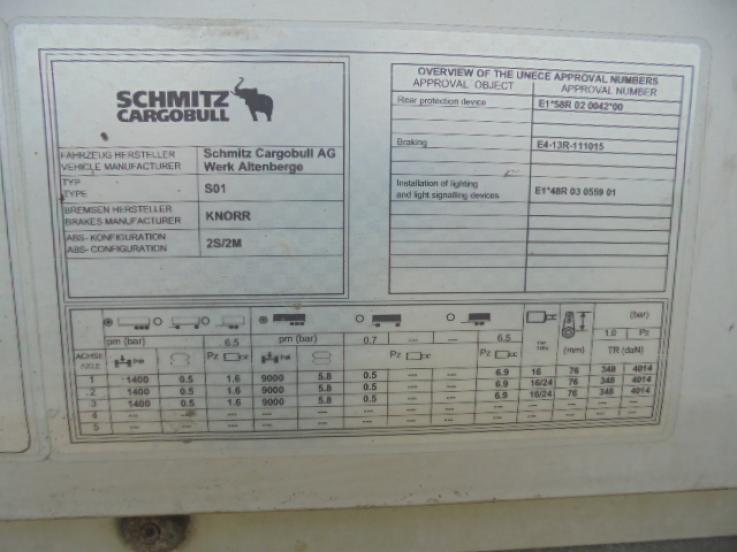 SCHMITZ
CARGOBULL
FAHRZEUG HERSTELLER
VEHICLE MANUFACTURER
Schmitz Cargobull AG
Werk Altenberge
TYP
TYPE
S01
BREMSEN HERSTELLER
BRAKES MANUFACTURER
KNORR
ABS- KONFIGURATION
ABS- CONFIGURATION
2S/2M
OVERVIEW OF THE UNECE APPROVAL NUMBERS
APPROVAL OBJECT APPROVAL NUMBER
Rear protection device E1*58R 02 0042*00
Braking E4-13R-111015
Installation of lighting
and light signalling devices
E1*48R 03 0559 01
(bar)
pm (bar) 6.5 pm (bar) 0.7 --- --- 6.5 1.0 Pz
ACHSE
/AXLE
Pz Pz Pz (mm) TR (daN)
1 1400 0.5 1.6 9000 5.8 0.5 --- --- 6.9 16 76 348 4014
2 1400 0.5 1.6 9000 5.8 0.5 --- --- 6.9 16/24 76 348 4014
3 1400 0.5 1.6 9000 5.8 0.5 --- --- 6.9 16/24 76 348 4014
4 --- --- --- --- --- --- --- --- --- --- --- --- ---
5 --- --- --- --- --- --- --- --- --- --- --- --- ---